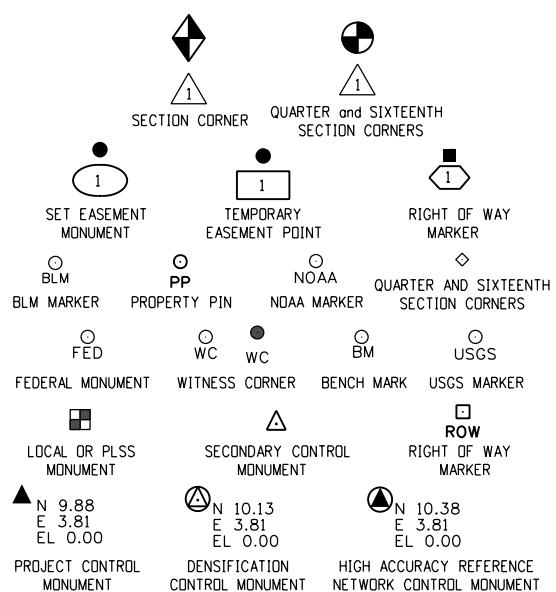 1
1
SECTION CORNER
QUARTER and SIXTEENTH
SECTION CORNERS
1
1
1
SET EASEMENT
MONUMENT
TEMPORARY
EASEMENT POINT
RIGHT OF WAY
MARKER
BLM
BLM MARKER
PP
PROPERTY PIN
NOAA
NOAA MARKER
QUARTER AND SIXTEENTH
SECTION CORNERS
FED
FEDERAL MONUMENT
WC
WC
WITNESS CORNER
BM
BENCH MARK
USGS
USGS MARKER
LOCAL OR PLSS
MONUMENT
SECONDARY CONTROL
MONUMENT
ROW
RIGHT OF WAY
MARKER
N 9.88
E 3.81
EL 0.00
PROJECT CONTROL
MONUMENT
N 10.13
E 3.81
EL 0.00
DENSIFICATION
CONTROL MONUMENT
N 10.38
E 3.81
EL 0.00
HIGH ACCURACY REFERENCE
NETWORK CONTROL MONUMENT